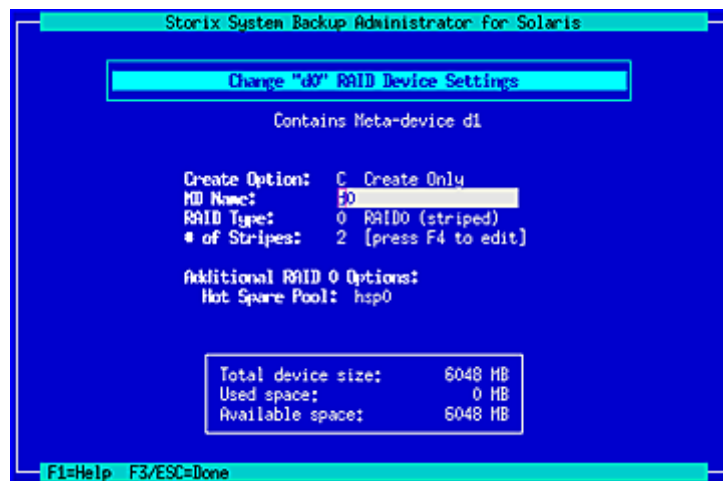 Storix System Backup Administrator for Solaris
Change "d0" RAID Device Settings
Contains Meta-device d1
Create Option: C Create Only
MD Name: d0
RAID Type: 0 RAID0 (striped)
# of Stripes: 2 [press F4 to edit]
Additional RAID 0 Options:
Hot Spare Pool: hsp0
Total device size: 6048 MB
Used space: 0 MB
Available space: 6048 MB
F1=Help F3/ESC=Done